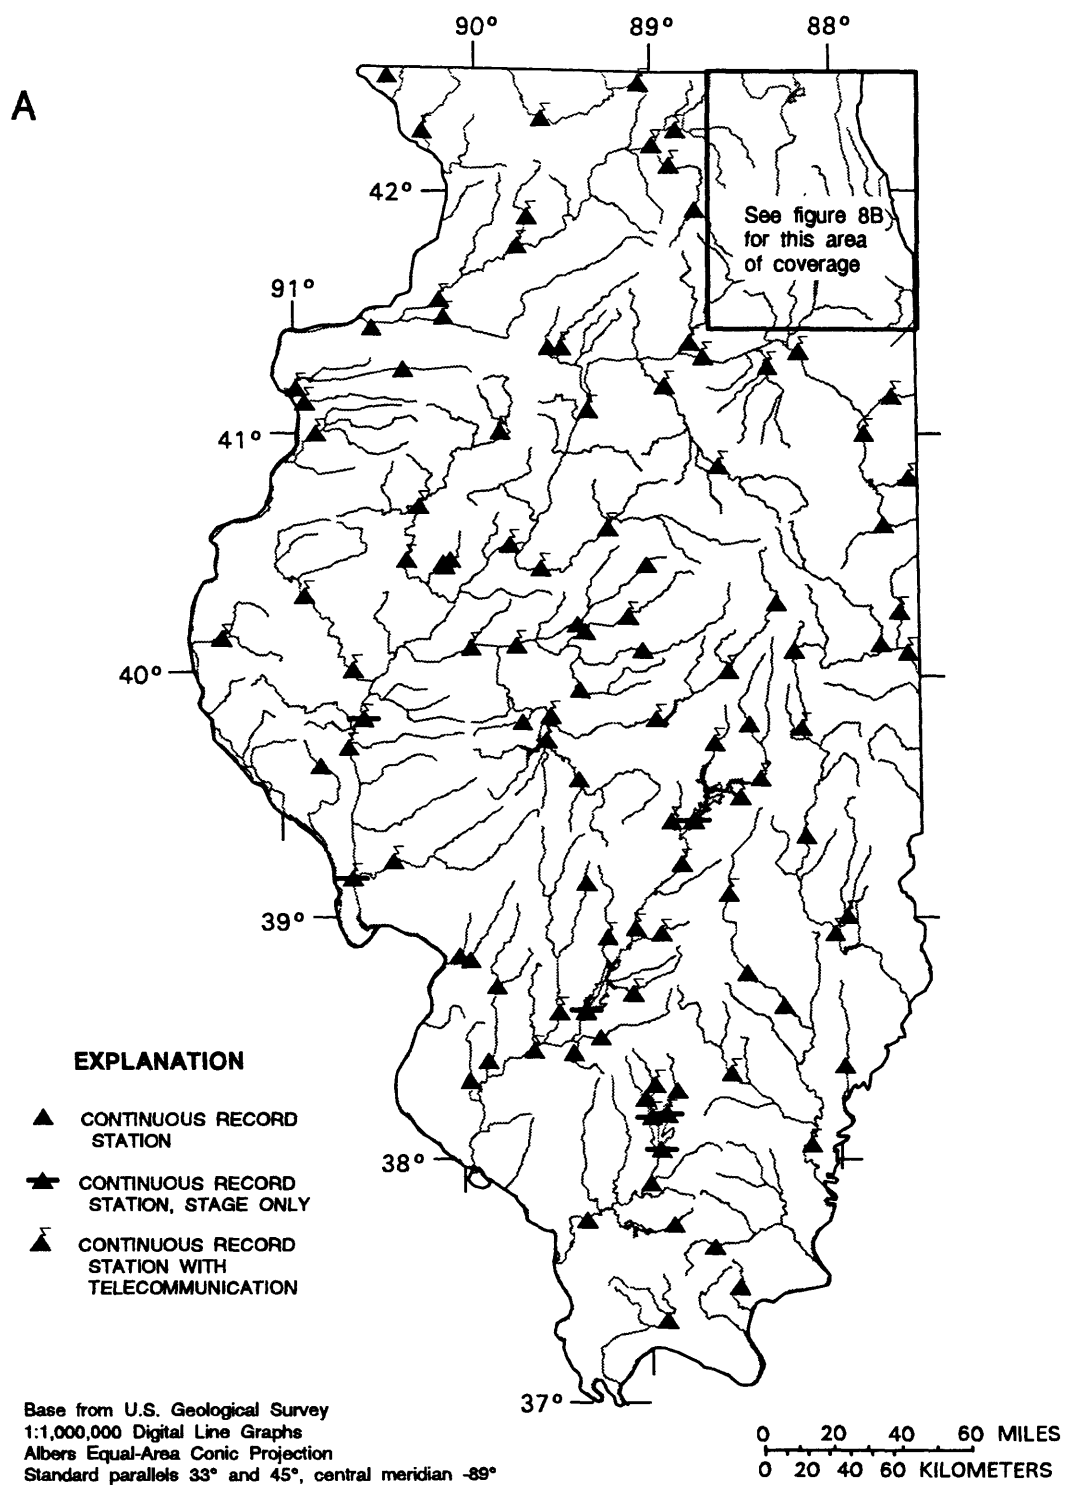 90° 89° 88°
A
42°
See figure 8B
for this area
of coverage
91°
41°
40°
39°
EXPLANATION
CONTINUOUS RECORD
STATION
38°
CONTINUOUS RECORD
STATION, STAGE ONLY
CONTINUOUS RECORD
STATION WITH
TELECOMMUNICATION
37°
Base from U.S. Geological Survey
1:1,000,000 Digital Line Graphs
Albers Equal-Area Conic Projection
Standard parallels 33° and 45°, central meridian -89°
0 20 40 60 MILES
0 20 40 60 KILOMETERS